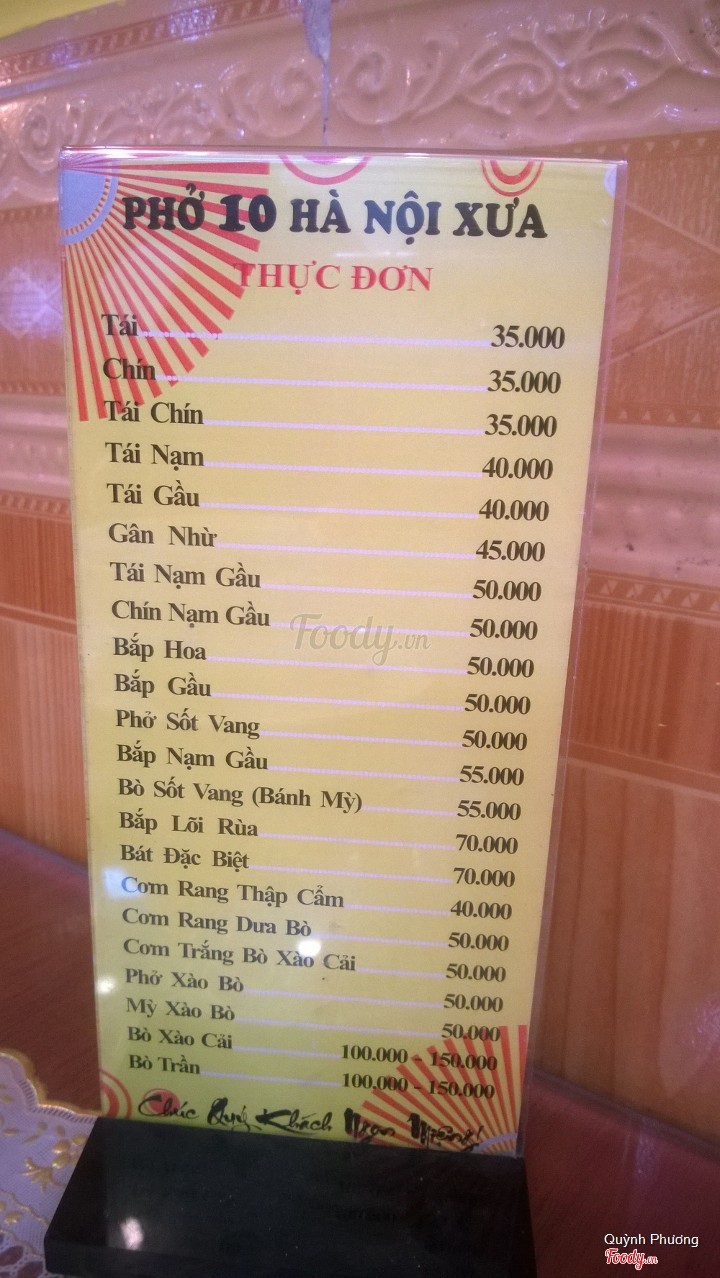 PHỞ 10 HÀ NỘI XƯA
THỰC ĐƠN
Tái 35.000
Chín 35.000
Tái Chín 35.000
Tái Nạm 40.000
Tái Gầu 40.000
Gân Nhừ 45.000
Tái Nạm Gầu 50.000
Chín Nạm Gầu 50.000
Bắp Hoa 50.000
Bắp Gầu 50.000
Phở Sốt Vang 50.000
Bắp Nạm Gầu 55.000
Bò Sốt Vang (Bánh Mỳ) 55.000
Bắp Lõi Rùa 70.000
Bát Đặc Biệt 70.000
Cơm Rang Thập Cẩm 40.000
Cơm Rang Dưa Bò 50.000
Cơm Trắng Bò Xào Cải 50.000
Phở Xào Bò 50.000
Mỳ Xào Bò 50.000
Bò Xào Cải 100.000 - 150.000
Bò Trần 100.000 - 150.000
Chúc Quý Khách Ngon Miệng!
Foody.vn
Quỳnh Phương
Foody.vn